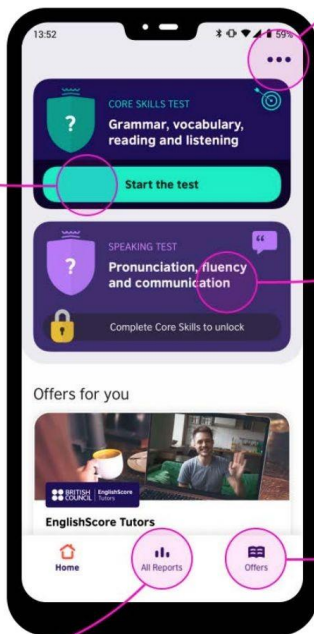 13:52
59%
CORE SKILLS TEST
?
Grammar, vocabulary,
reading and listening
Start the test
SPEAKING TEST
?
Pronunciation, fluency
and communication
Complete Core Skills to unlock
Offers for you
BRITISH COUNCIL
EnglishScore
Tutors
EnglishScore Tutors
Home
All Reports
Offers